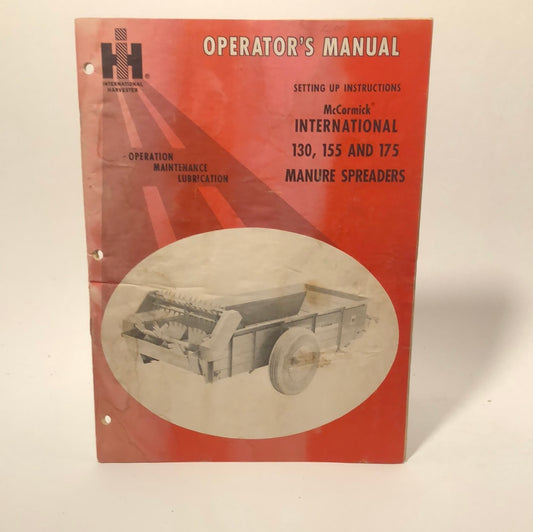 OPERATOR'S MANUAL
IH
®
INTERNATIONAL
HARVESTER
SETTING UP INSTRUCTIONS
McCormick®
INTERNATIONAL
130, 155 AND 175
MANURE SPREADERS
OPERATION
MAINTENANCE
LUBRICATION